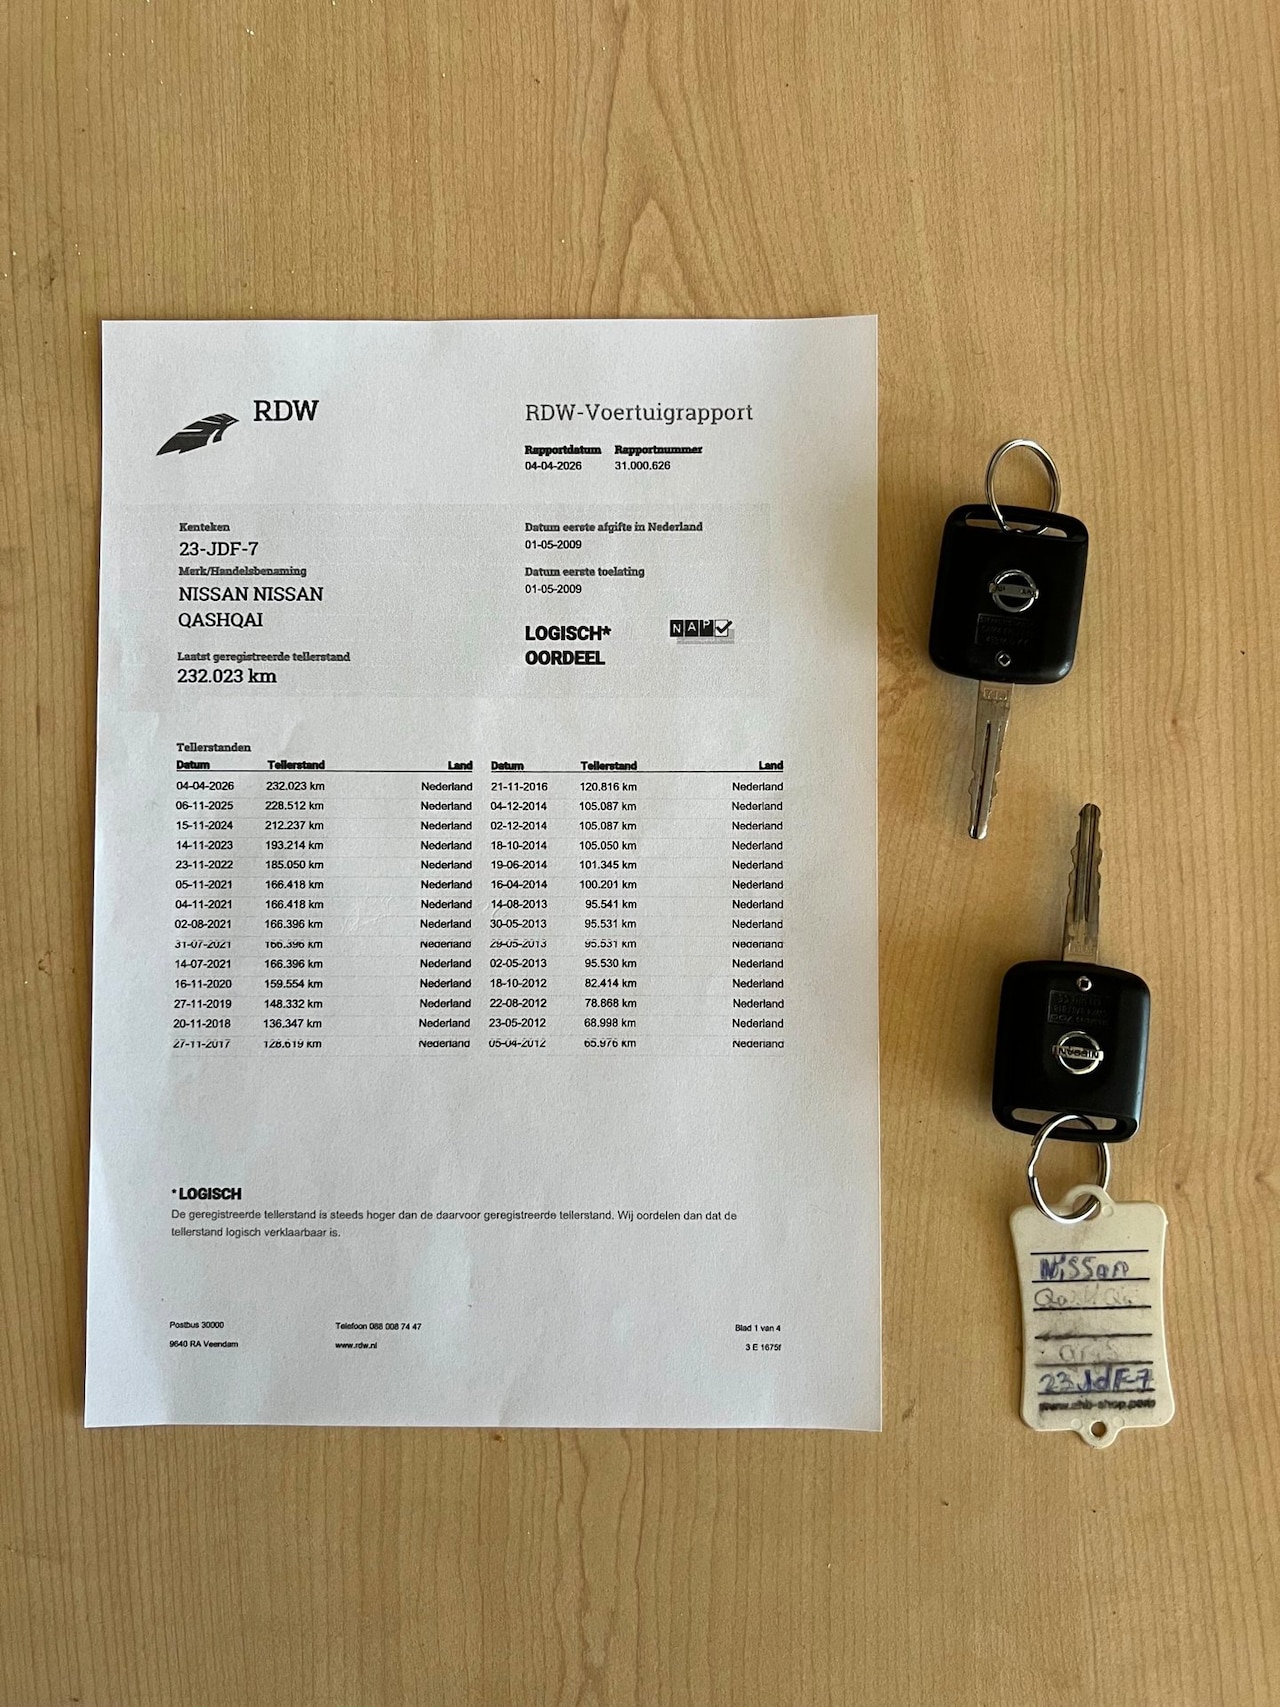 RDW
RDW-Voertuigrapport
Rapportdatum Rapportnummer
04-04-2026 31.000.626
Kenteken
23-JDF-7
Merk/Handelsbenaming
NISSAN NISSAN
QASHQAI
Laatst geregistreerde tellerstand
232.023 km
Datum eerste afgifte in Nederland
01-05-2009
Datum eerste toelating
01-05-2009
LOGISCH*
OORDEEL
NAP
Tellerstanden
Datum Tellerstand Land Datum Tellerstand Land
04-04-2026 232.023 km Nederland 21-11-2016 120.816 km Nederland
06-11-2025 228.512 km Nederland 04-12-2014 105.087 km Nederland
15-11-2024 212.237 km Nederland 02-12-2014 105.087 km Nederland
14-11-2023 193.214 km Nederland 18-10-2014 105.050 km Nederland
23-11-2022 185.050 km Nederland 19-06-2014 101.345 km Nederland
05-11-2021 166.418 km Nederland 16-04-2014 100.201 km Nederland
04-11-2021 166.418 km Nederland 14-08-2013 95.541 km Nederland
02-08-2021 166.396 km Nederland 30-05-2013 95.531 km Nederland
31-07-2021 166.396 km Nederland 29-05-2013 95.531 km Nederland
14-07-2021 166.396 km Nederland 02-05-2013 95.530 km Nederland
16-11-2020 159.554 km Nederland 18-10-2012 82.414 km Nederland
27-11-2019 148.332 km Nederland 22-08-2012 78.868 km Nederland
20-11-2018 136.347 km Nederland 23-05-2012 68.998 km Nederland
27-11-2017 128.619 km Nederland 05-04-2012 65.976 km Nederland
* LOGISCH
De geregistreerde tellerstand is steeds hoger dan de daarvoor geregistreerde tellerstand. Wij oordelen dan dat de
tellerstand logisch verklaarbaar is.
Postbus 30000
9640 RA Veendam
Telefoon 088 008 74 47
www.rdw.nl
Blad 1 van 4
3 E 1675f
NISSAN
Nissan
23JdF-7